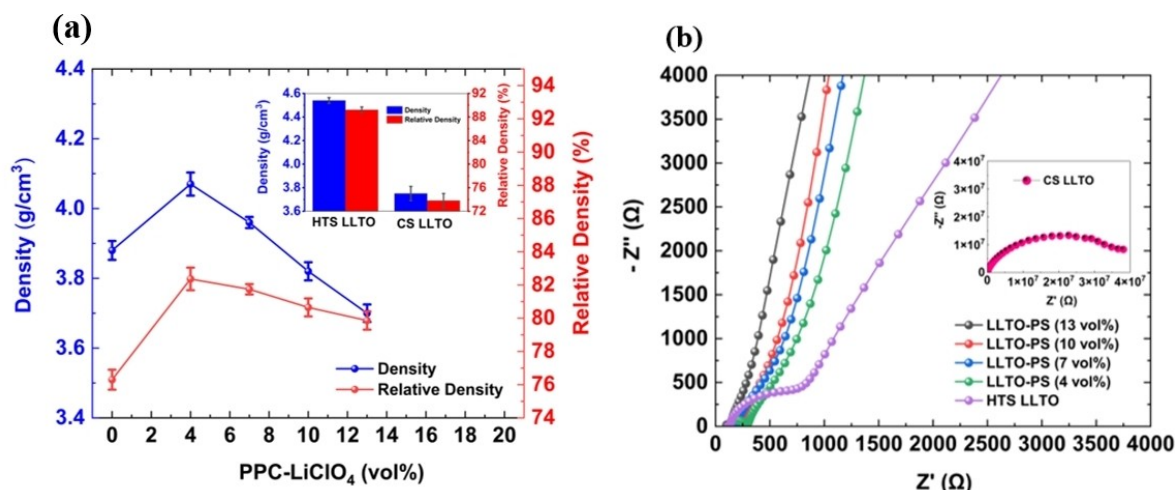 (a)
Density (g/cm³)
4.4
4.2
4.0
3.8
3.6
3.4
0 2 4 6 8 10 12 14 16 18 20
PPC-LiClO₄ (vol%)
94
92
90
88
86
84
82
80
78
76
74
Relative Density (%)
Density
Relative Density
Density (g/cm³)
4.6
4.4
4.2
4.0
3.8
3.6
HTS LLTO CS LLTO
92
88
84
80
76
72
Relative Density (%)
Density
Relative Density
(b)
- Z'' (Ω)
4000
3500
3000
2500
2000
1500
1000
500
0
0 500 1000 1500 2000 2500 3000 3500 4000
Z' (Ω)
LLTO-PS (13 vol%)
LLTO-PS (10 vol%)
LLTO-PS (7 vol%)
LLTO-PS (4 vol%)
HTS LLTO
-Z'' (Ω)
4×10⁷
3×10⁷
2×10⁷
1×10⁷
0
CS LLTO
0 1×10⁷ 2×10⁷ 3×10⁷ 4×10⁷
Z' (Ω)